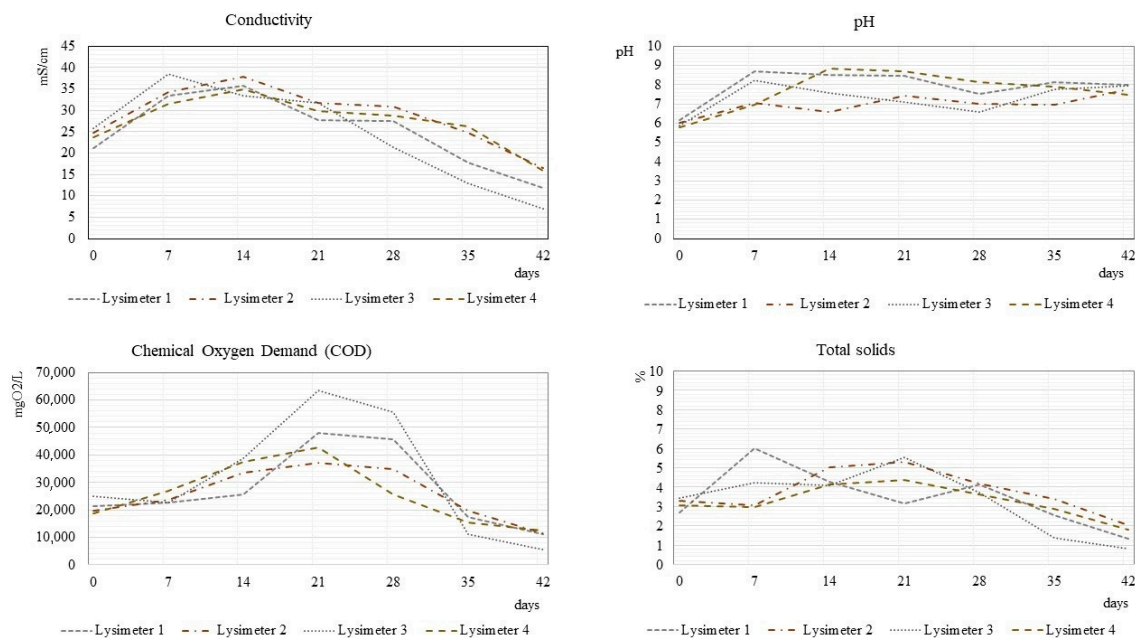 Conductivity
mS/cm
45
40
35
30
25
20
15
10
5
0
0 7 14 21 28 35 42
days
Lysimeter 1 Lysimeter 2 Lysimeter 3 Lysimeter 4
pH
pH
10
9
8
7
6
5
4
3
2
1
0
0 7 14 21 28 35 42
days
Lysimeter 1 Lysimeter 2 Lysimeter 3 Lysimeter 4
Chemical Oxygen Demand (COD)
mgO2/L
70,000
60,000
50,000
40,000
30,000
20,000
10,000
0
0 7 14 21 28 35 42
days
Lysimeter 1 Lysimeter 2 Lysimeter 3 Lysimeter 4
Total solids
%
10
9
8
7
6
5
4
3
2
1
0
0 7 14 21 28 35 42
days
Lysimeter 1 Lysimeter 2 Lysimeter 3 Lysimeter 4